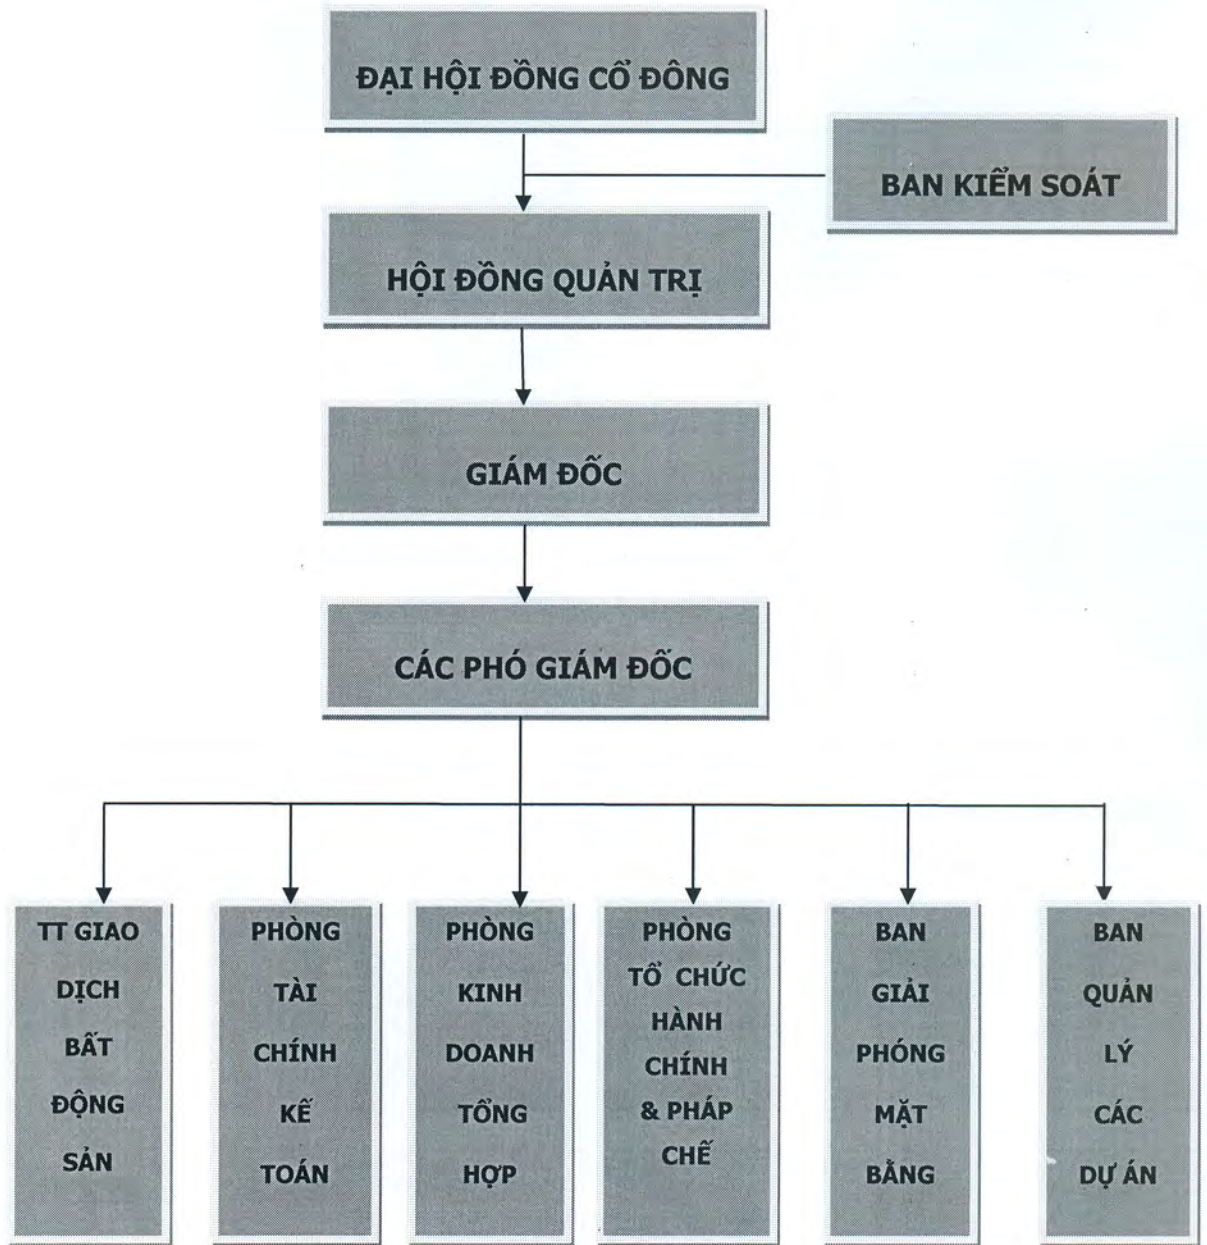 ĐẠI HỘI ĐỒNG CỔ ĐÔNG
BAN KIỂM SOÁT
HỘI ĐỒNG QUẢN TRỊ
GIÁM ĐỐC
CÁC PHÓ GIÁM ĐỐC
TT GIAO
DỊCH
BẤT
ĐỘNG
SẢN
PHÒNG
TÀI
CHÍNH
KẾ
TOÁN
PHÒNG
KINH
DOANH
TỔNG
HỢP
PHÒNG
TỔ CHỨC
HÀNH
CHÍNH
& PHÁP
CHẾ
BAN
GIẢI
PHÓNG
MẶT
BẰNG
BAN
QUẢN
LÝ
CÁC
DỰ ÁN